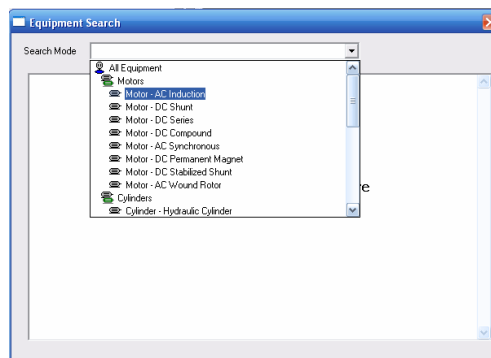 Equipment Search
Search Mode
All Equipment
Motors
Motor - AC Induction
Motor - DC Shunt
Motor - DC Series
Motor - DC Compound
Motor - AC Synchronous
Motor - DC Permanent Magnet
Motor - DC Stabilized Shunt
Motor - AC Wound Rotor
Cylinders
Cylinder - Hydraulic Cylinder